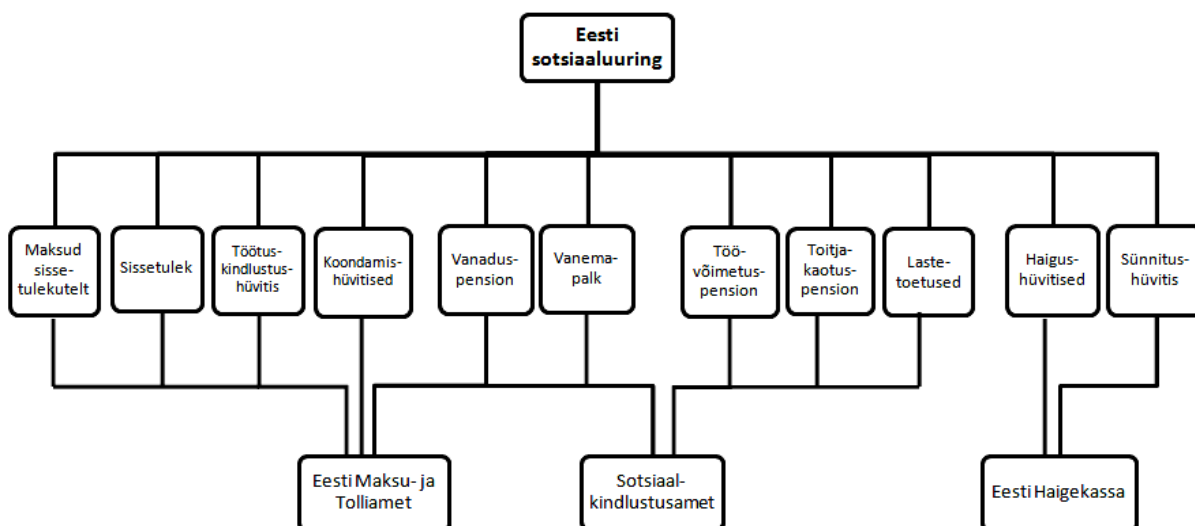 Eesti
sotsiaaluuring
Maksud
sisse-
tulekutelt
Sissetulek
Töötus-
kindlustus-
hüvitis
Koondamis-
hüvitised
Vanadus-
pension
Vanema-
palk
Töö-
võimetus-
pension
Toitja-
kaotus-
pension
Laste-
toetused
Haigus-
hüvitised
Sünnitus-
hüvitis
Eesti Maksu- ja
Tolliamet
Sotsiaal-
kindlustusamet
Eesti Haigekassa